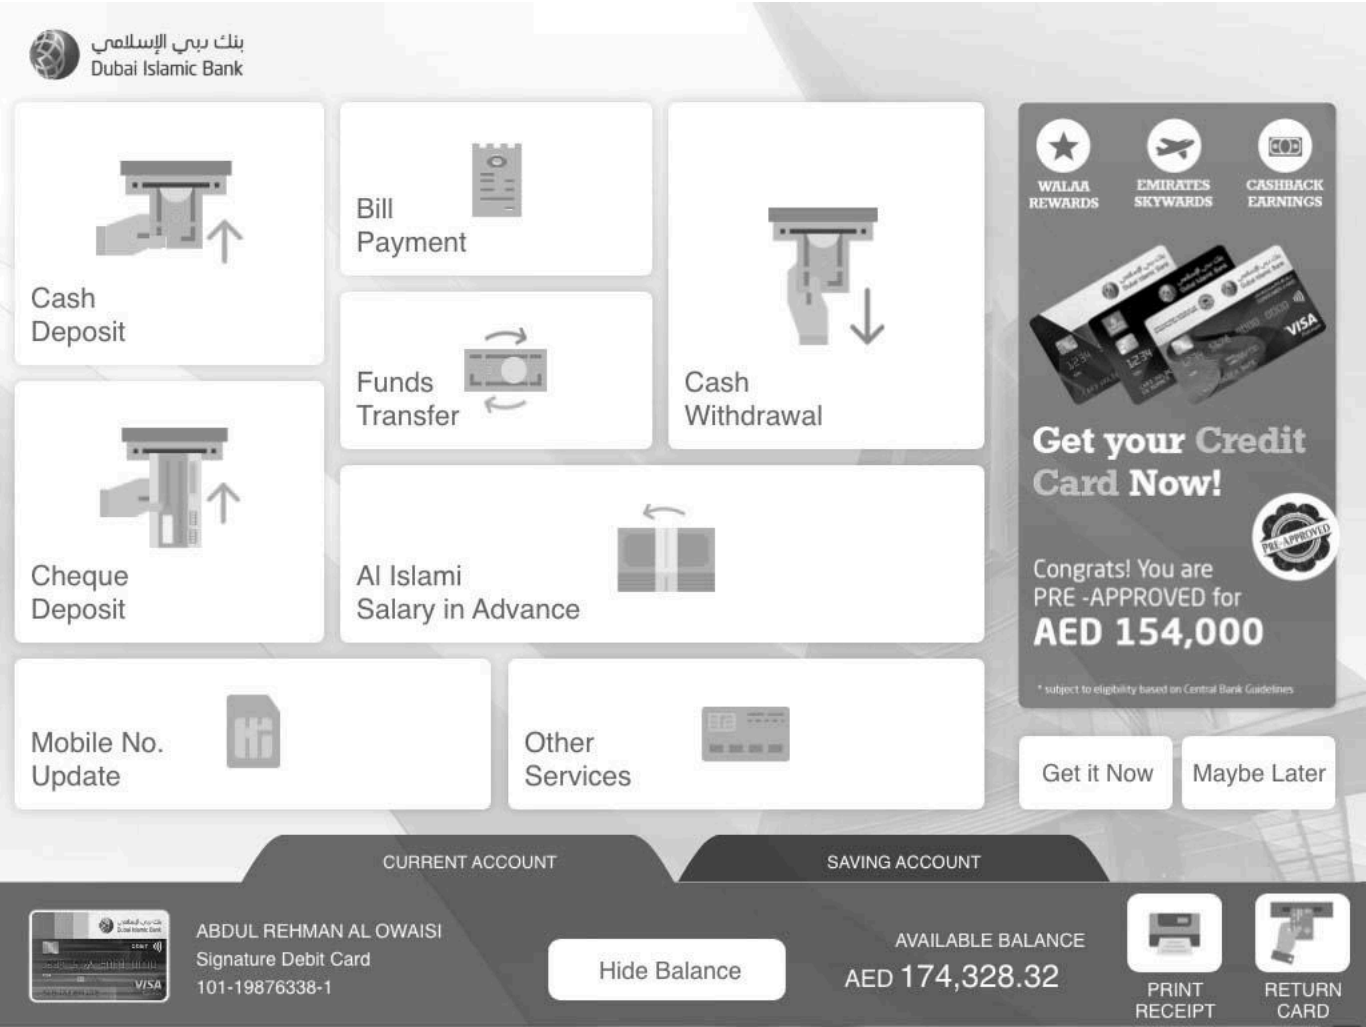 بنك دبي الإسلامي
Dubai Islamic Bank
Cash
Deposit
Bill
Payment
Funds
Transfer
Cash
Withdrawal
Cheque
Deposit
Al Islami
Salary in Advance
Mobile No.
Update
Other
Services
WALAA
REWARDS
EMIRATES
SKYWARDS
CASHBACK
EARNINGS
VISA
Get your Credit
Card Now!
PRE-APPROVED
Congrats! You are
PRE -APPROVED for
AED 154,000
* subject to eligibility based on Central Bank Guidelines
Get it Now
Maybe Later
CURRENT ACCOUNT
SAVING ACCOUNT
VISA
ABDUL REHMAN AL OWAISI
Signature Debit Card
101-19876338-1
Hide Balance
AVAILABLE BALANCE
AED 174,328.32
PRINT
RECEIPT
RETURN
CARD